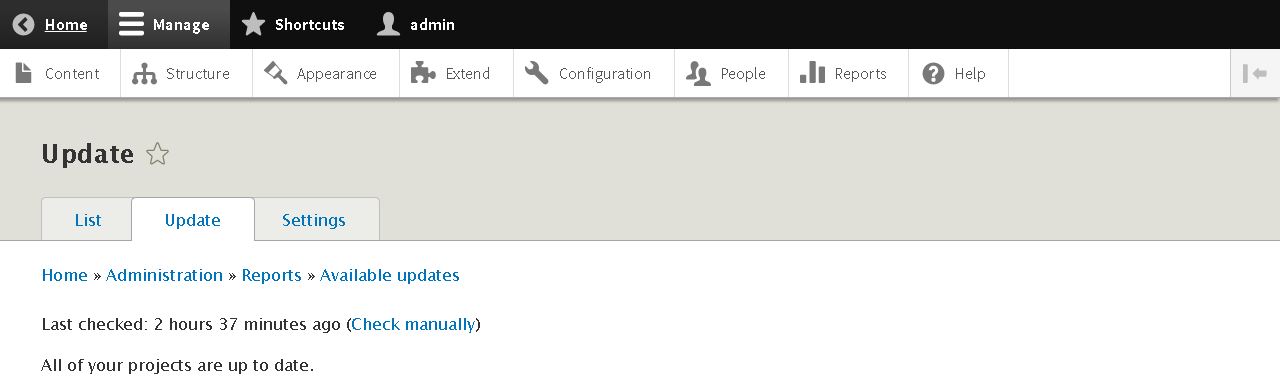 Home Manage Shortcuts admin
Content Structure Appearance Extend Configuration People Reports Help
Update
List Update Settings
Home » Administration » Reports » Available updates
Last checked: 2 hours 37 minutes ago (Check manually)
All of your projects are up to date.